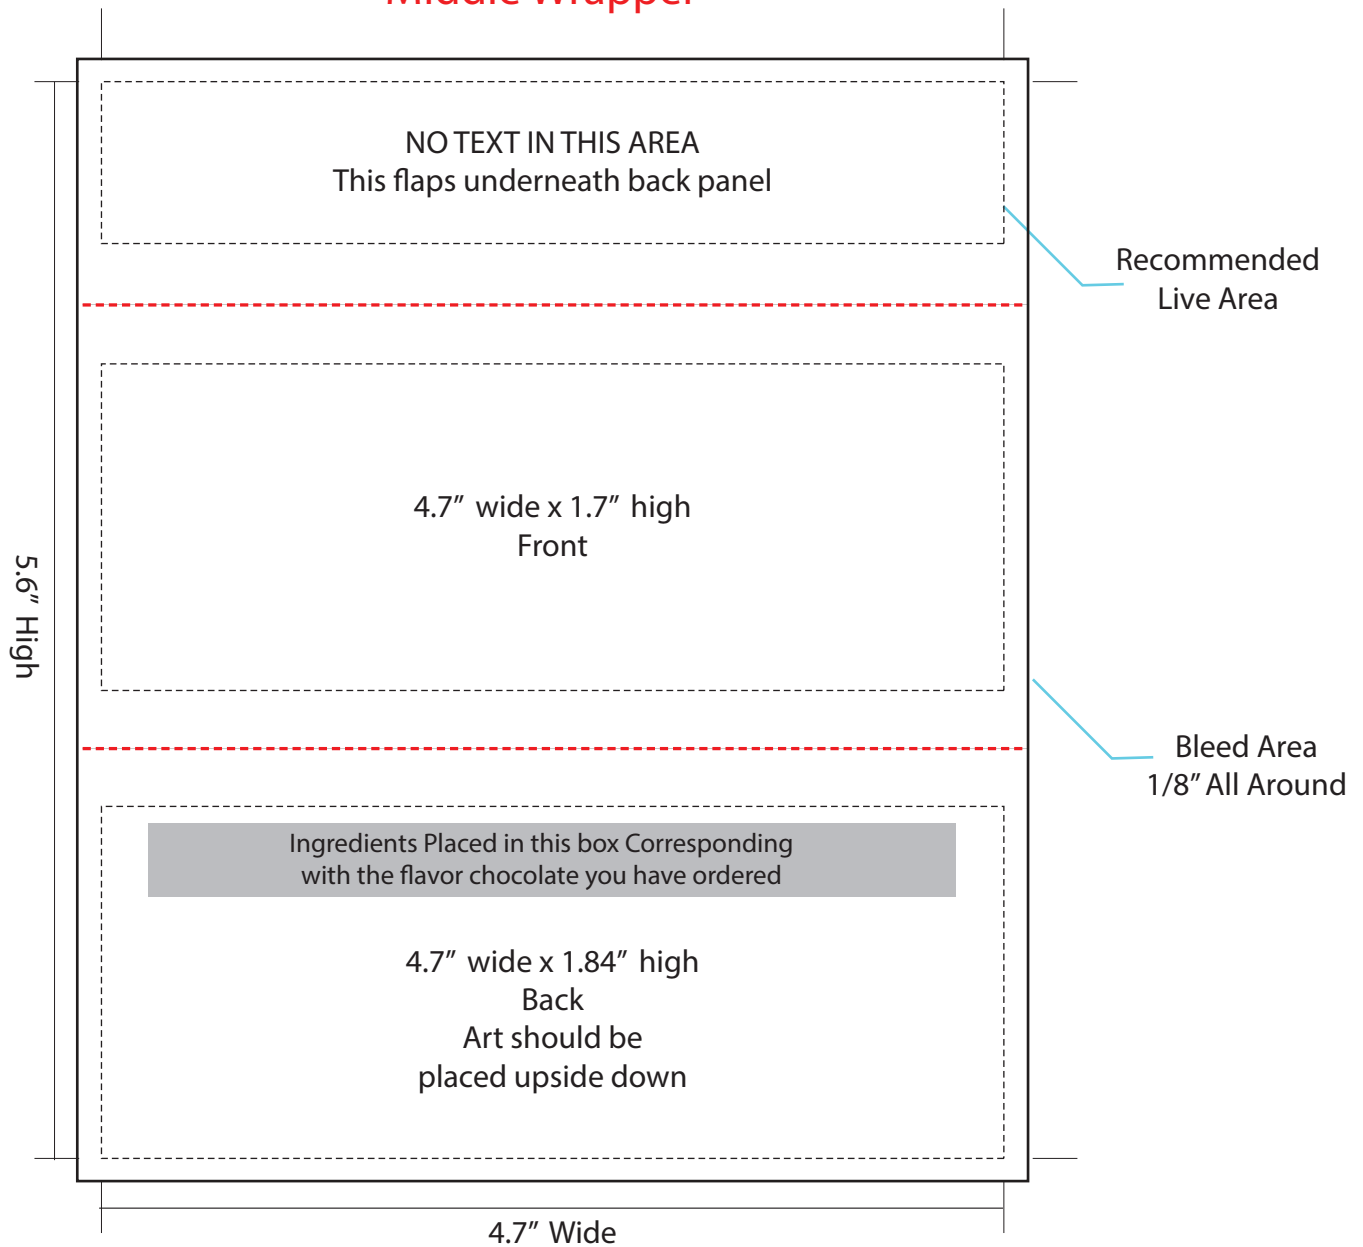 Middle Wrapper
NO TEXT IN THIS AREA
This flaps underneath back panel
Recommended
Live Area
4.7” wide x 1.7” high
Front
5.6” High
Bleed Area
1/8” All Around
Ingredients Placed in this box Corresponding
with the flavor chocolate you have ordered
4.7” wide x 1.84” high
Back
Art should be
placed upside down
4.7” Wide